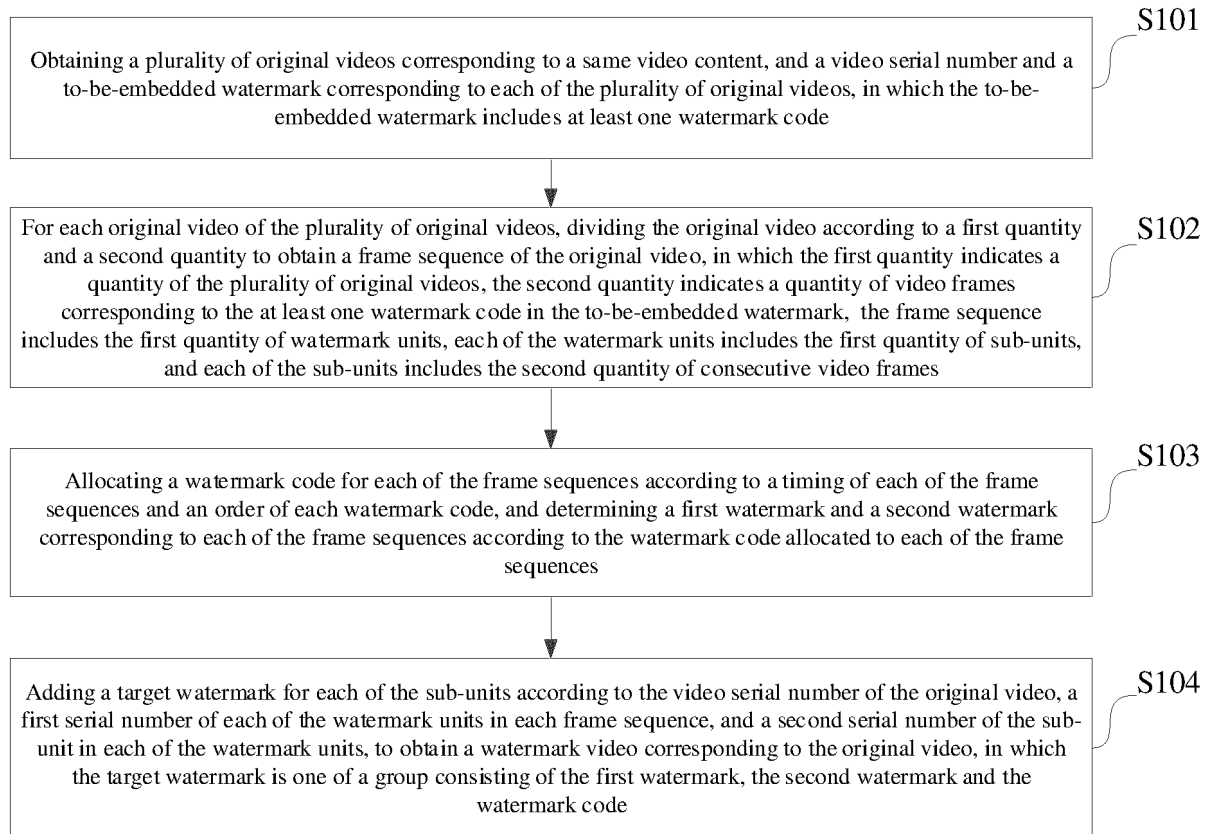 S101
Obtaining a plurality of original videos corresponding to a same video content, and a video serial number and a
to-be-embedded watermark corresponding to each of the plurality of original videos, in which the to-be-
embedded watermark includes at least one watermark code
S102
For each original video of the plurality of original videos, dividing the original video according to a first quantity
and a second quantity to obtain a frame sequence of the original video, in which the first quantity indicates a
quantity of the plurality of original videos, the second quantity indicates a quantity of video frames
corresponding to the at least one watermark code in the to-be-embedded watermark, the frame sequence
includes the first quantity of watermark units, each of the watermark units includes the first quantity of sub-units,
and each of the sub-units includes the second quantity of consecutive video frames
S103
Allocating a watermark code for each of the frame sequences according to a timing of each of the frame
sequences and an order of each watermark code, and determining a first watermark and a second watermark
corresponding to each of the frame sequences according to the watermark code allocated to each of the frame
sequences
S104
Adding a target watermark for each of the sub-units according to the video serial number of the original video, a
first serial number of each of the watermark units in each frame sequence, and a second serial number of the sub-
unit in each of the watermark units, to obtain a watermark video corresponding to the original video, in which
the target watermark is one of a group consisting of the first watermark, the second watermark and the
watermark code